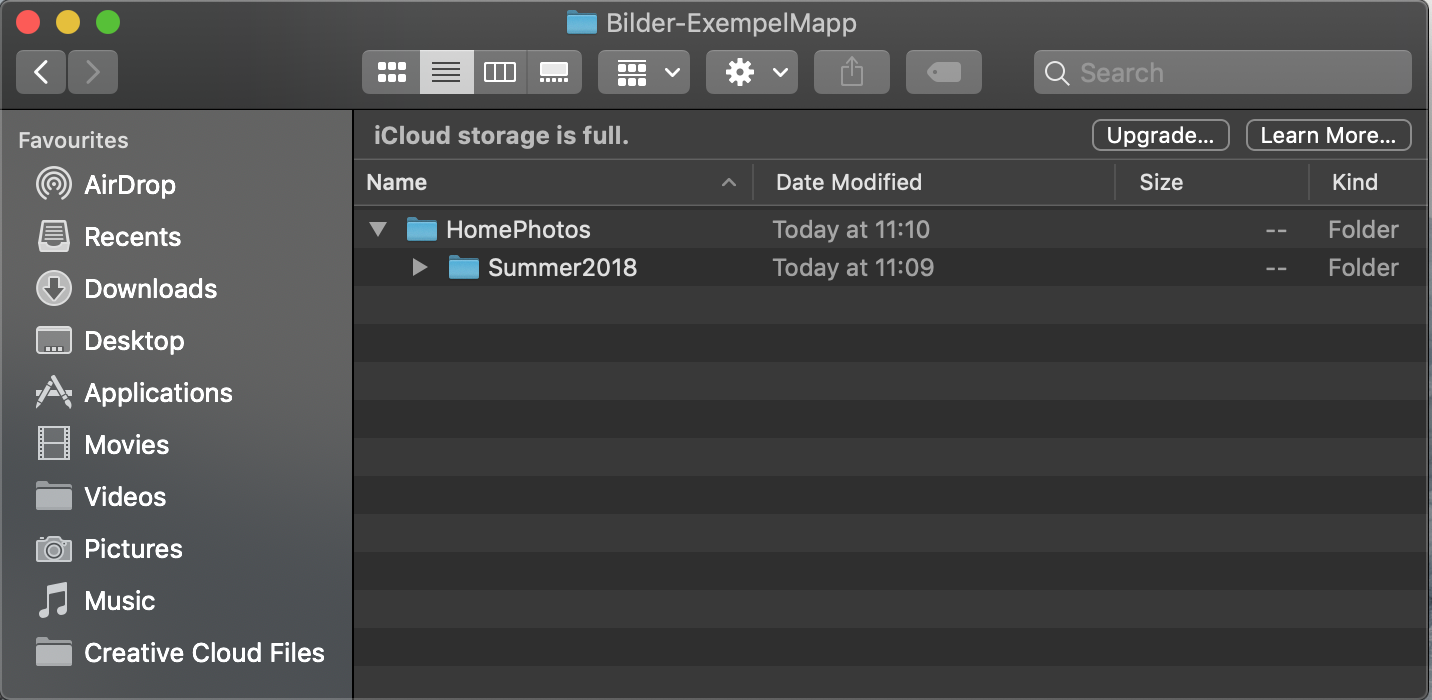 Bilder-ExempelMapp
Search
Favourites
AirDrop
Recents
Downloads
Desktop
Applications
Movies
Videos
Pictures
Music
Creative Cloud Files
iCloud storage is full. Upgrade... Learn More...
Name Date Modified Size Kind
HomePhotos Today at 11:10 -- Folder
Summer2018 Today at 11:09 -- Folder